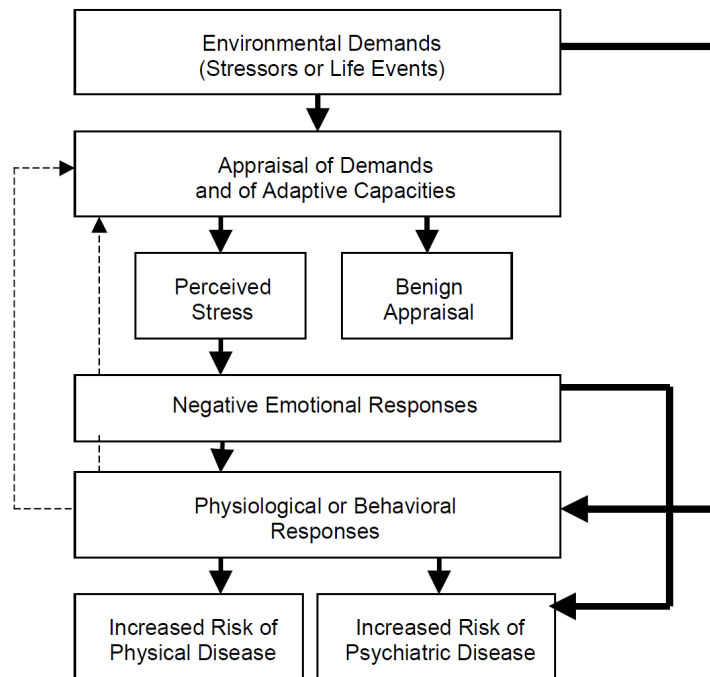 Environmental Demands
(Stressors or Life Events)
Appraisal of Demands
and of Adaptive Capacities
Perceived
Stress
Benign
Appraisal
Negative Emotional Responses
Physiological or Behavioral
Responses
Increased Risk of
Physical Disease
Increased Risk of
Psychiatric Disease